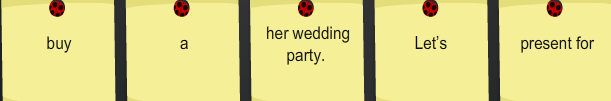 buy
a
her wedding
party.
Let's
present for